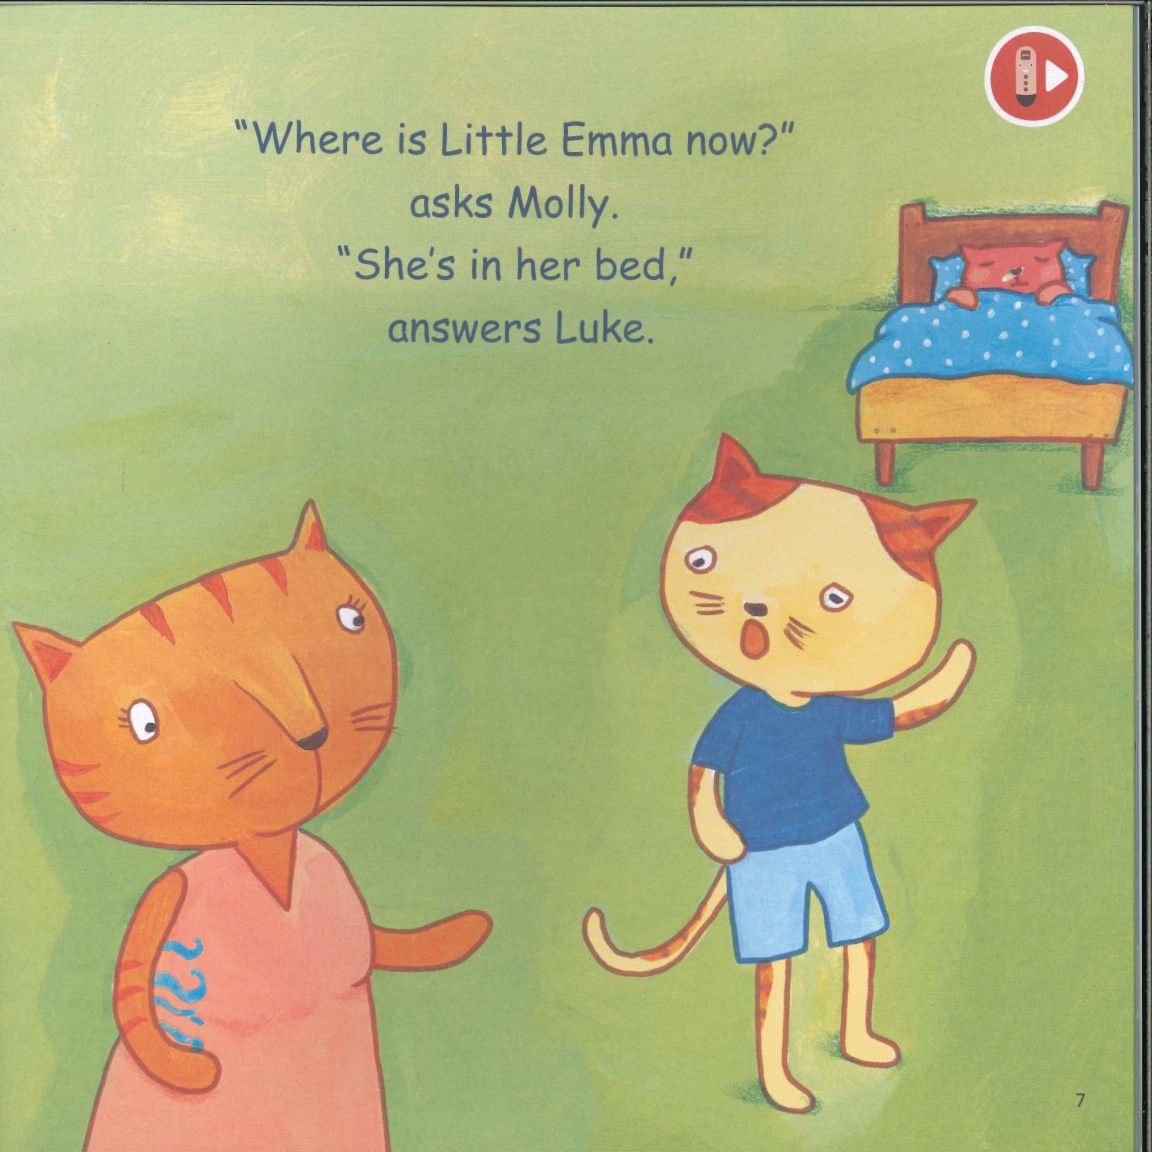 “Where is Little Emma now?”
asks Molly.
“She’s in her bed,”
answers Luke.
7